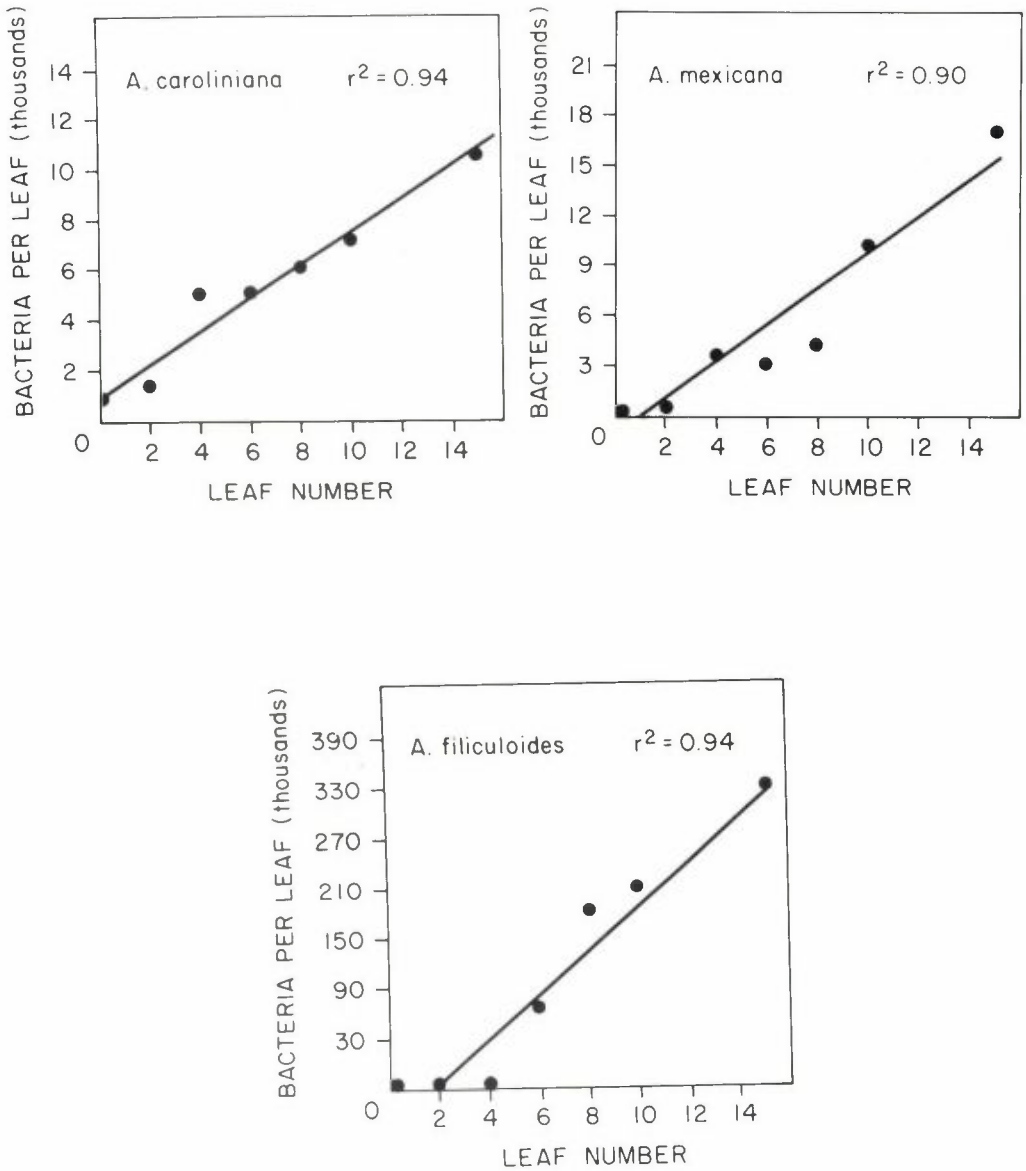 BACTERIA PER LEAF (thousands)
A. caroliniana r² = 0.94
14
12
10
8
6
4
2
0
2 4 6 8 10 12 14
LEAF NUMBER
BACTERIA PER LEAF (thousands)
A. mexicana r² = 0.90
21
18
15
12
9
6
3
0
2 4 6 8 10 12 14
LEAF NUMBER
BACTERIA PER LEAF (thousands)
A. filiculoides r² = 0.94
390
330
270
210
150
90
30
0
2 4 6 8 10 12 14
LEAF NUMBER